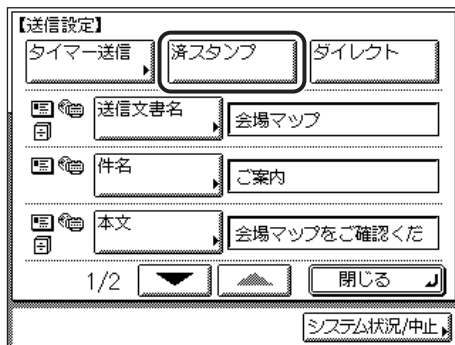 【送信設定】
タイマー送信 済スタンプ ダイレクト
送信文書名 会場マップ
件名 ご案内
本文 会場マップをご確認くだ
1/2 閉じる
システム状況/中止